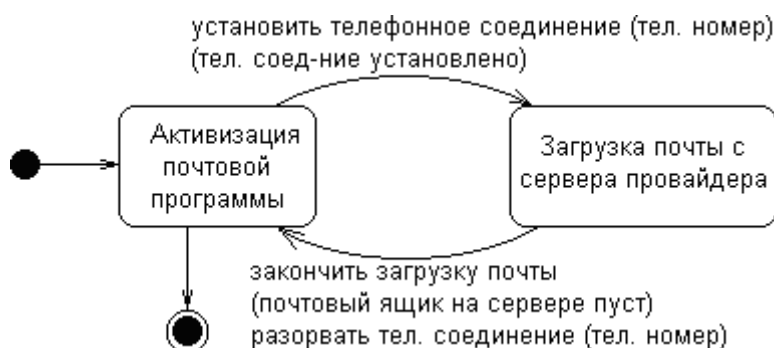 установить телефонное соединение (тел. номер)
(тел. соед-ние установлено)
Активизация
почтовой
программы
Загрузка почты с
сервера провайдера
закончить загрузку почты
(почтовый ящик на сервере пуст)
разорвать тел. соединение (тел. номер)